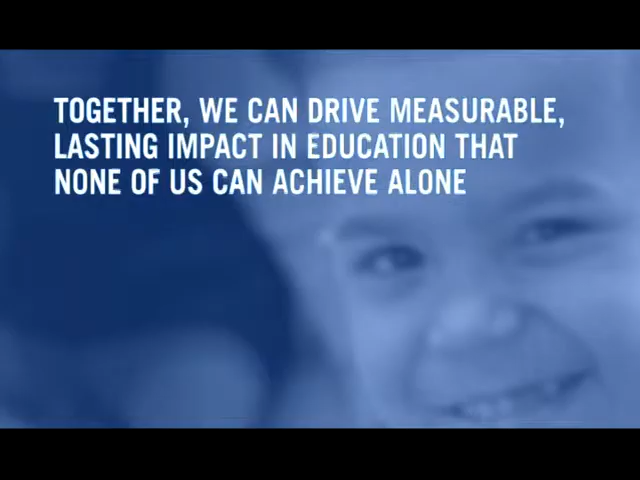 TOGETHER, WE CAN DRIVE MEASURABLE,
LASTING IMPACT IN EDUCATION THAT
NONE OF US CAN ACHIEVE ALONE